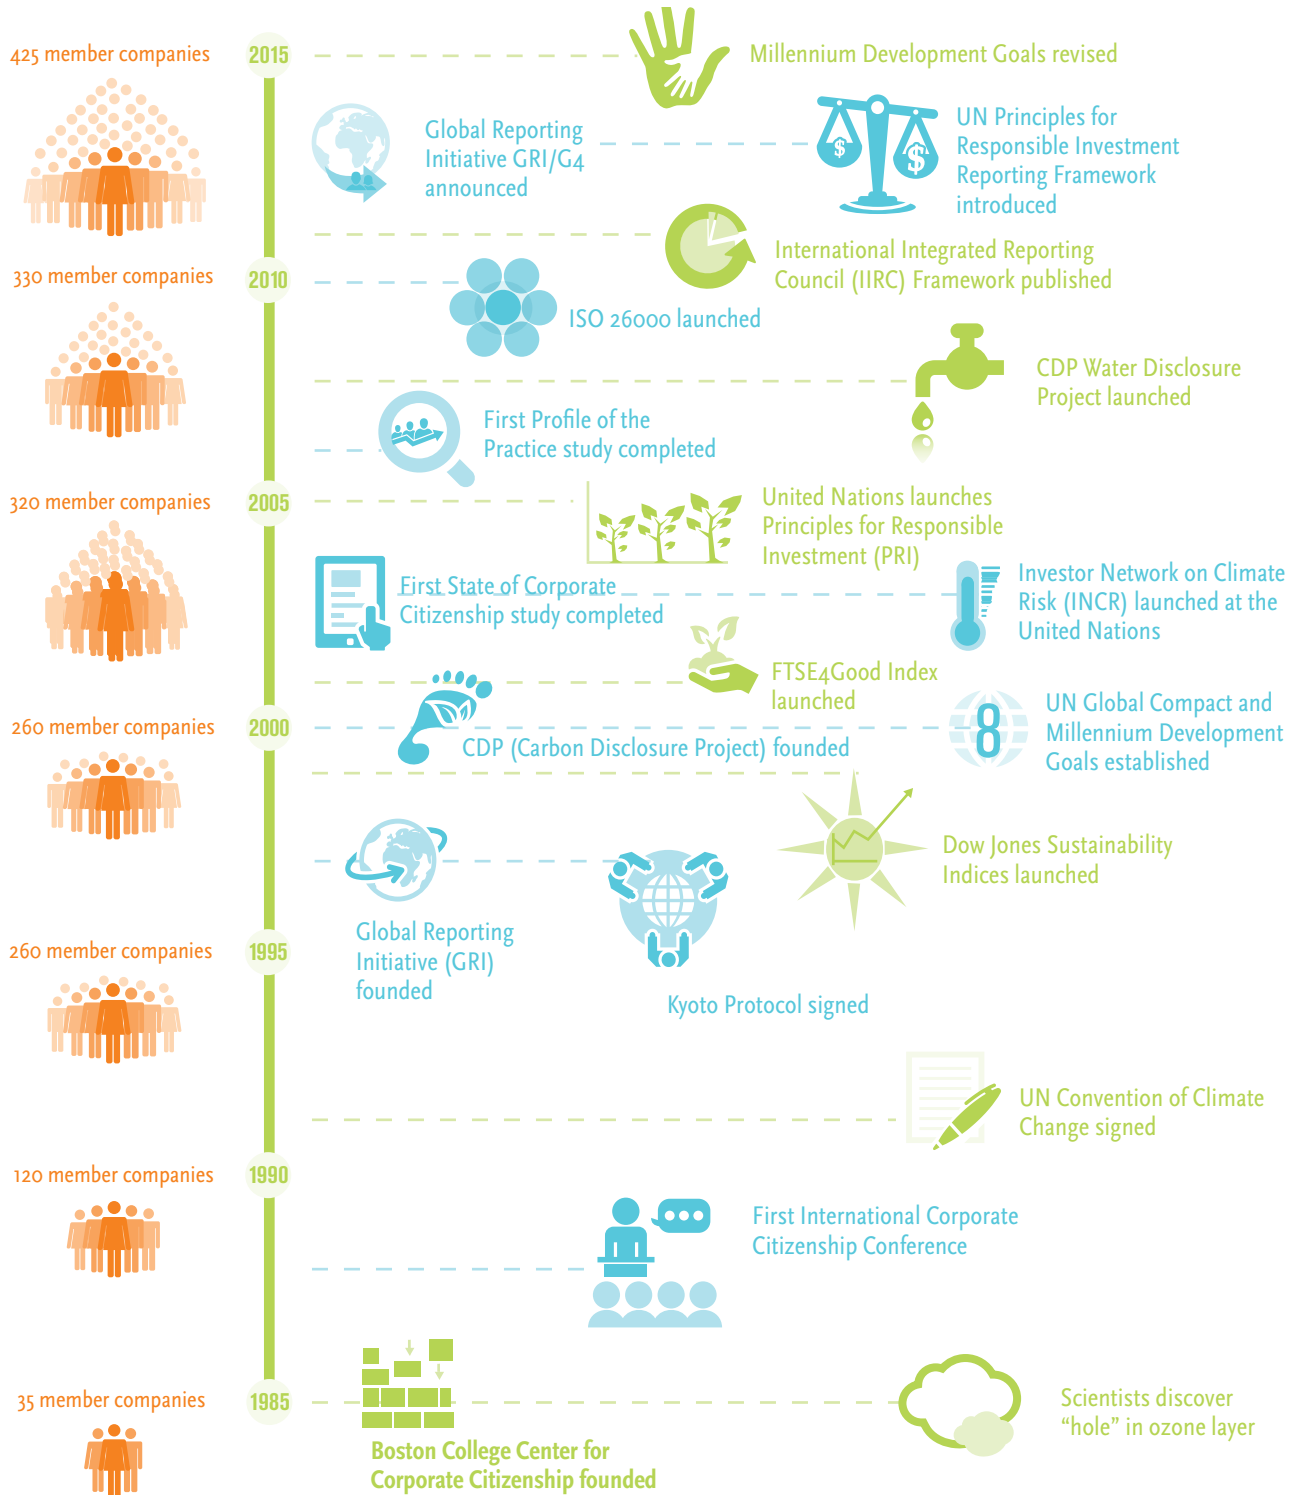 425 member companies
2015
Millennium Development Goals revised
Global Reporting
Initiative GRI/G4
announced
$
$
UN Principles for
Responsible Investment
Reporting Framework
introduced
International Integrated Reporting
Council (IIRC) Framework published
330 member companies
2010
ISO 26000 launched
CDP Water Disclosure
Project launched
First Profile of the
Practice study completed
320 member companies
2005
United Nations launches
Principles for Responsible
Investment (PRI)
First State of Corporate
Citizenship study completed
Investor Network on Climate
Risk (INCR) launched at the
United Nations
FTSE4Good Index
launched
260 member companies
2000
CDP (Carbon Disclosure Project) founded
8
UN Global Compact and
Millennium Development
Goals established
Dow Jones Sustainability
Indices launched
Global Reporting
Initiative (GRI)
founded
Kyoto Protocol signed
260 member companies
1995
UN Convention of Climate
Change signed
120 member companies
1990
First International Corporate
Citizenship Conference
35 member companies
1985
Boston College Center for
Corporate Citizenship founded
Scientists discover
“hole” in ozone layer